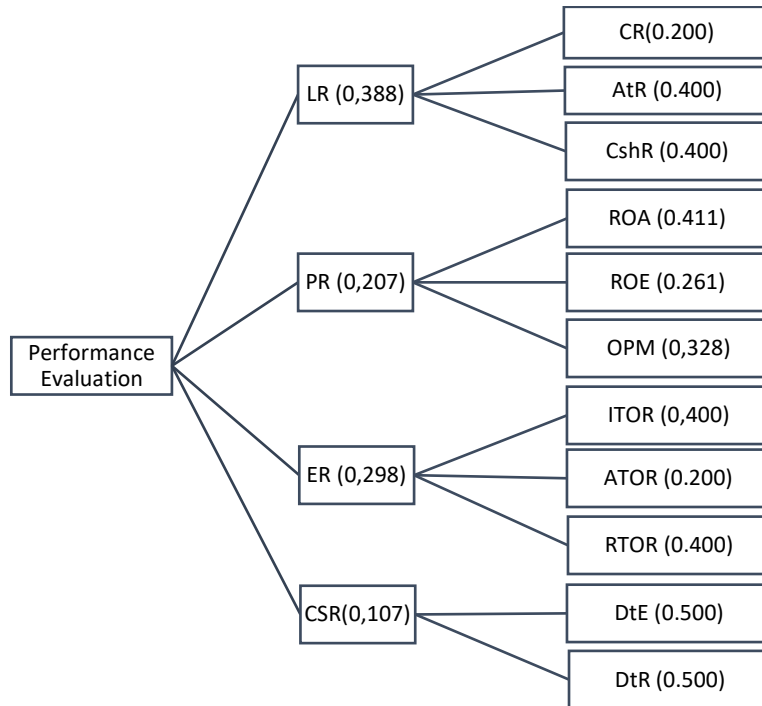 Performance
Evaluation
LR (0,388)
CR(0.200)
AtR (0.400)
CshR (0.400)
PR (0,207)
ROA (0.411)
ROE (0.261)
OPM (0,328)
ER (0,298)
ITOR (0,400)
ATOR (0.200)
RTOR (0.400)
CSR(0,107)
DtE (0.500)
DtR (0.500)